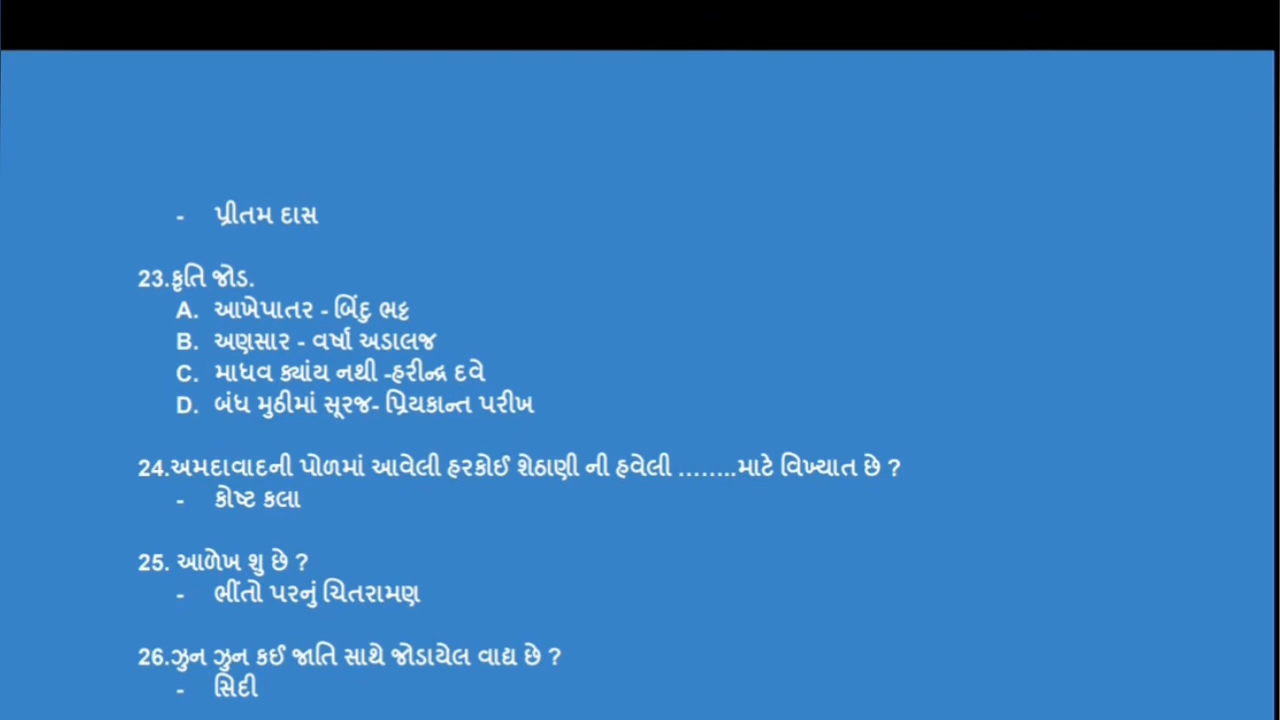 - પ્રીતમ દાસ
23.કૃતિ જોડ.
A. આખેપાતર - બિંદુ ભટ્ટ
B. અણસાર - વર્ષા અડાલજ
C. માધવ ક્યાંય નથી -હરીન્દ્ર દવે
D. બંધ મુઠીમાં સૂરજ- પ્રિયકાન્ત પરીખ
24.અમદાવાદની પોળમાં આવેલી હરકોઈ શેઠાણી ની હવેલી ........માટે વિખ્યાત છે ?
- કોષ્ટ કલા
25. આળેખ શુ છે ?
- ભીંતો પરનું ચિતરામણ
26.ઝુન ઝુન કઈ જાતિ સાથે જોડાયેલ વાદ્ય છે ?
- સિદી